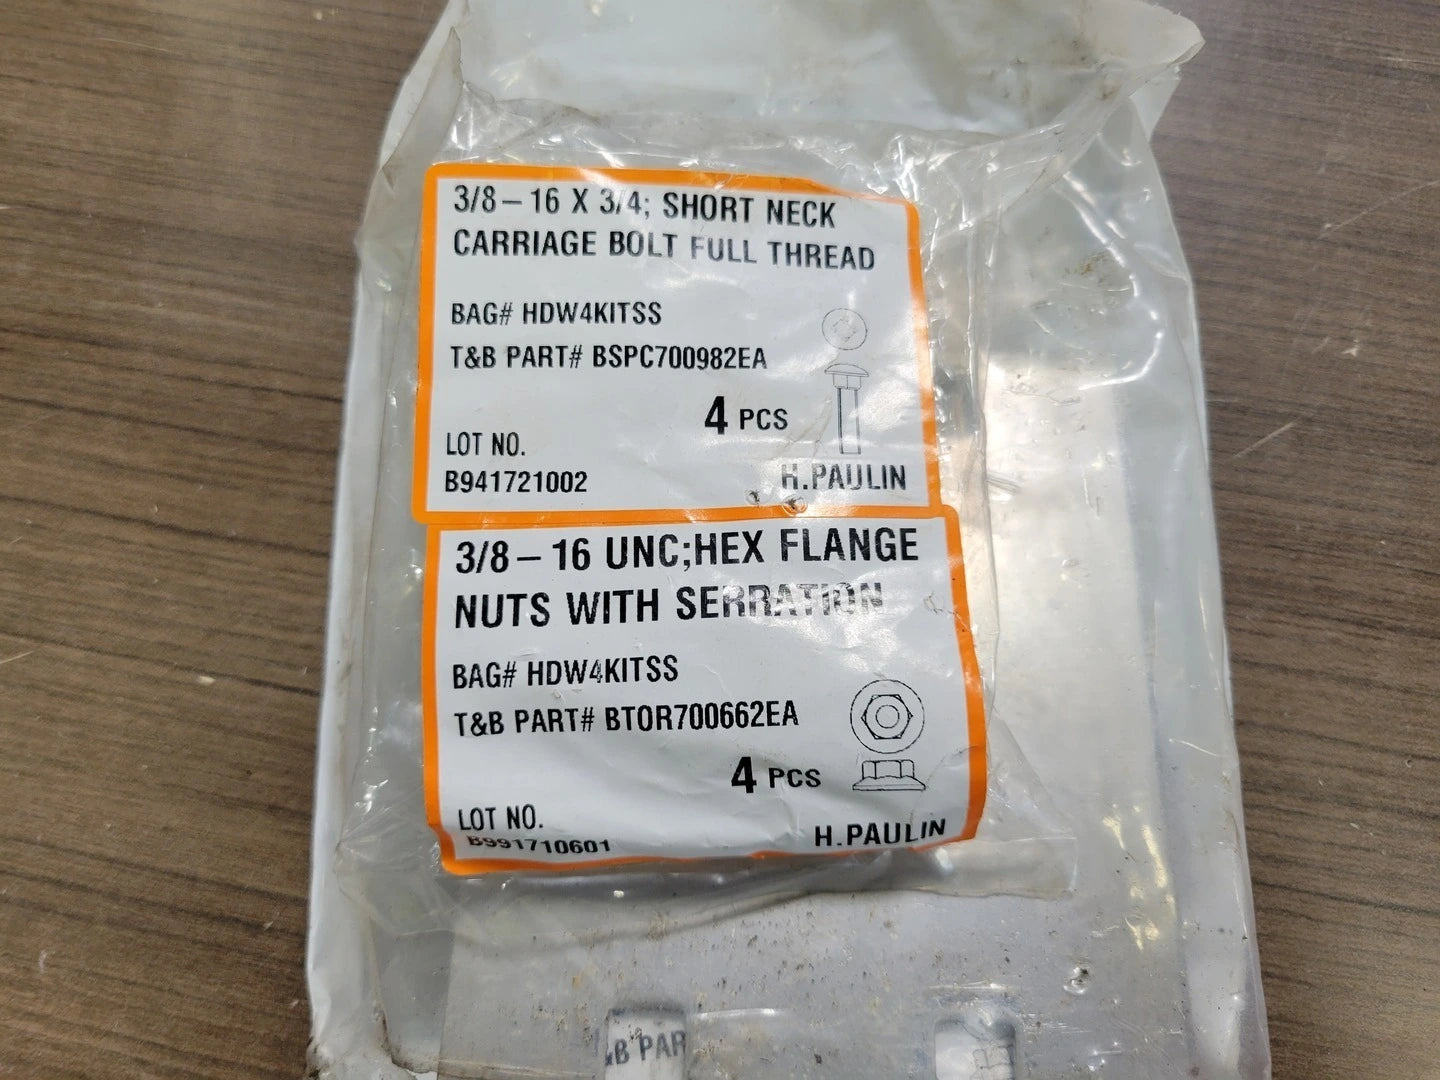 3/8-16 X 3/4; SHORT NECK
CARRIAGE BOLT FULL THREAD
BAG# HDW4KITSS
T&B PART# BSPC700982EA
4 PCS
LOT NO.
B941721002
H.PAULIN
3/8-16 UNC;HEX FLANGE
NUTS WITH SERRATION
BAG# HDW4KITSS
T&B PART# BTOR700662EA
4 PCS
LOT NO.
B991710601
H.PAULIN
&B PAR